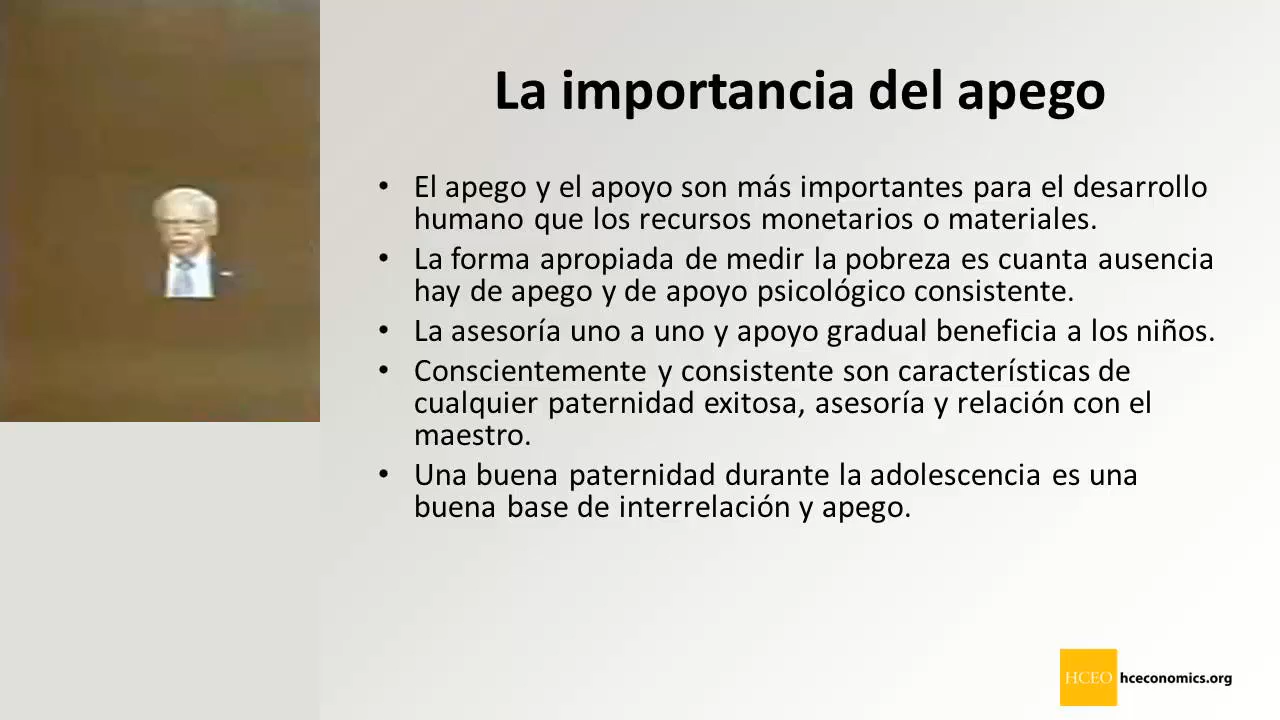 La importancia del apego
• El apego y el apoyo son más importantes para el desarrollo
humano que los recursos monetarios o materiales.
• La forma apropiada de medir la pobreza es cuanta ausencia
hay de apego y de apoyo psicológico consistente.
• La asesoría uno a uno y apoyo gradual beneficia a los niños.
• Conscientemente y consistente son características de
cualquier paternidad exitosa, asesoría y relación con el
maestro.
• Una buena paternidad durante la adolescencia es una
buena base de interrelación y apego.
HCEO hceconomics.org